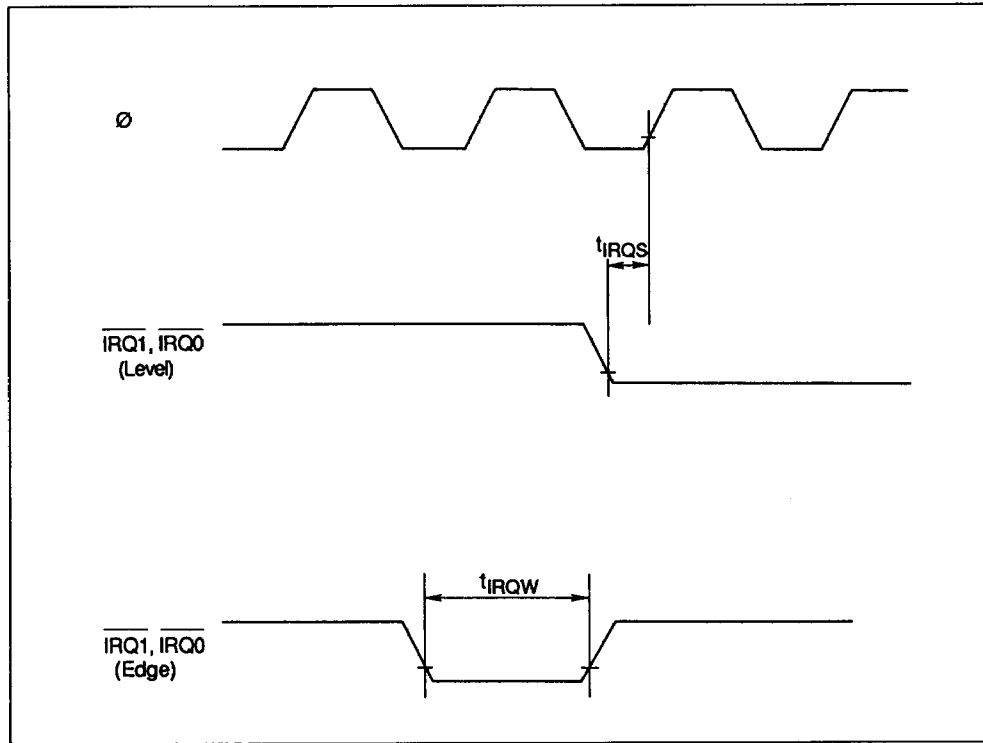 Ø
tIRQS
IRQ1, IRQ0
(Level)
tIRQW
IRQ1, IRQ0
(Edge)